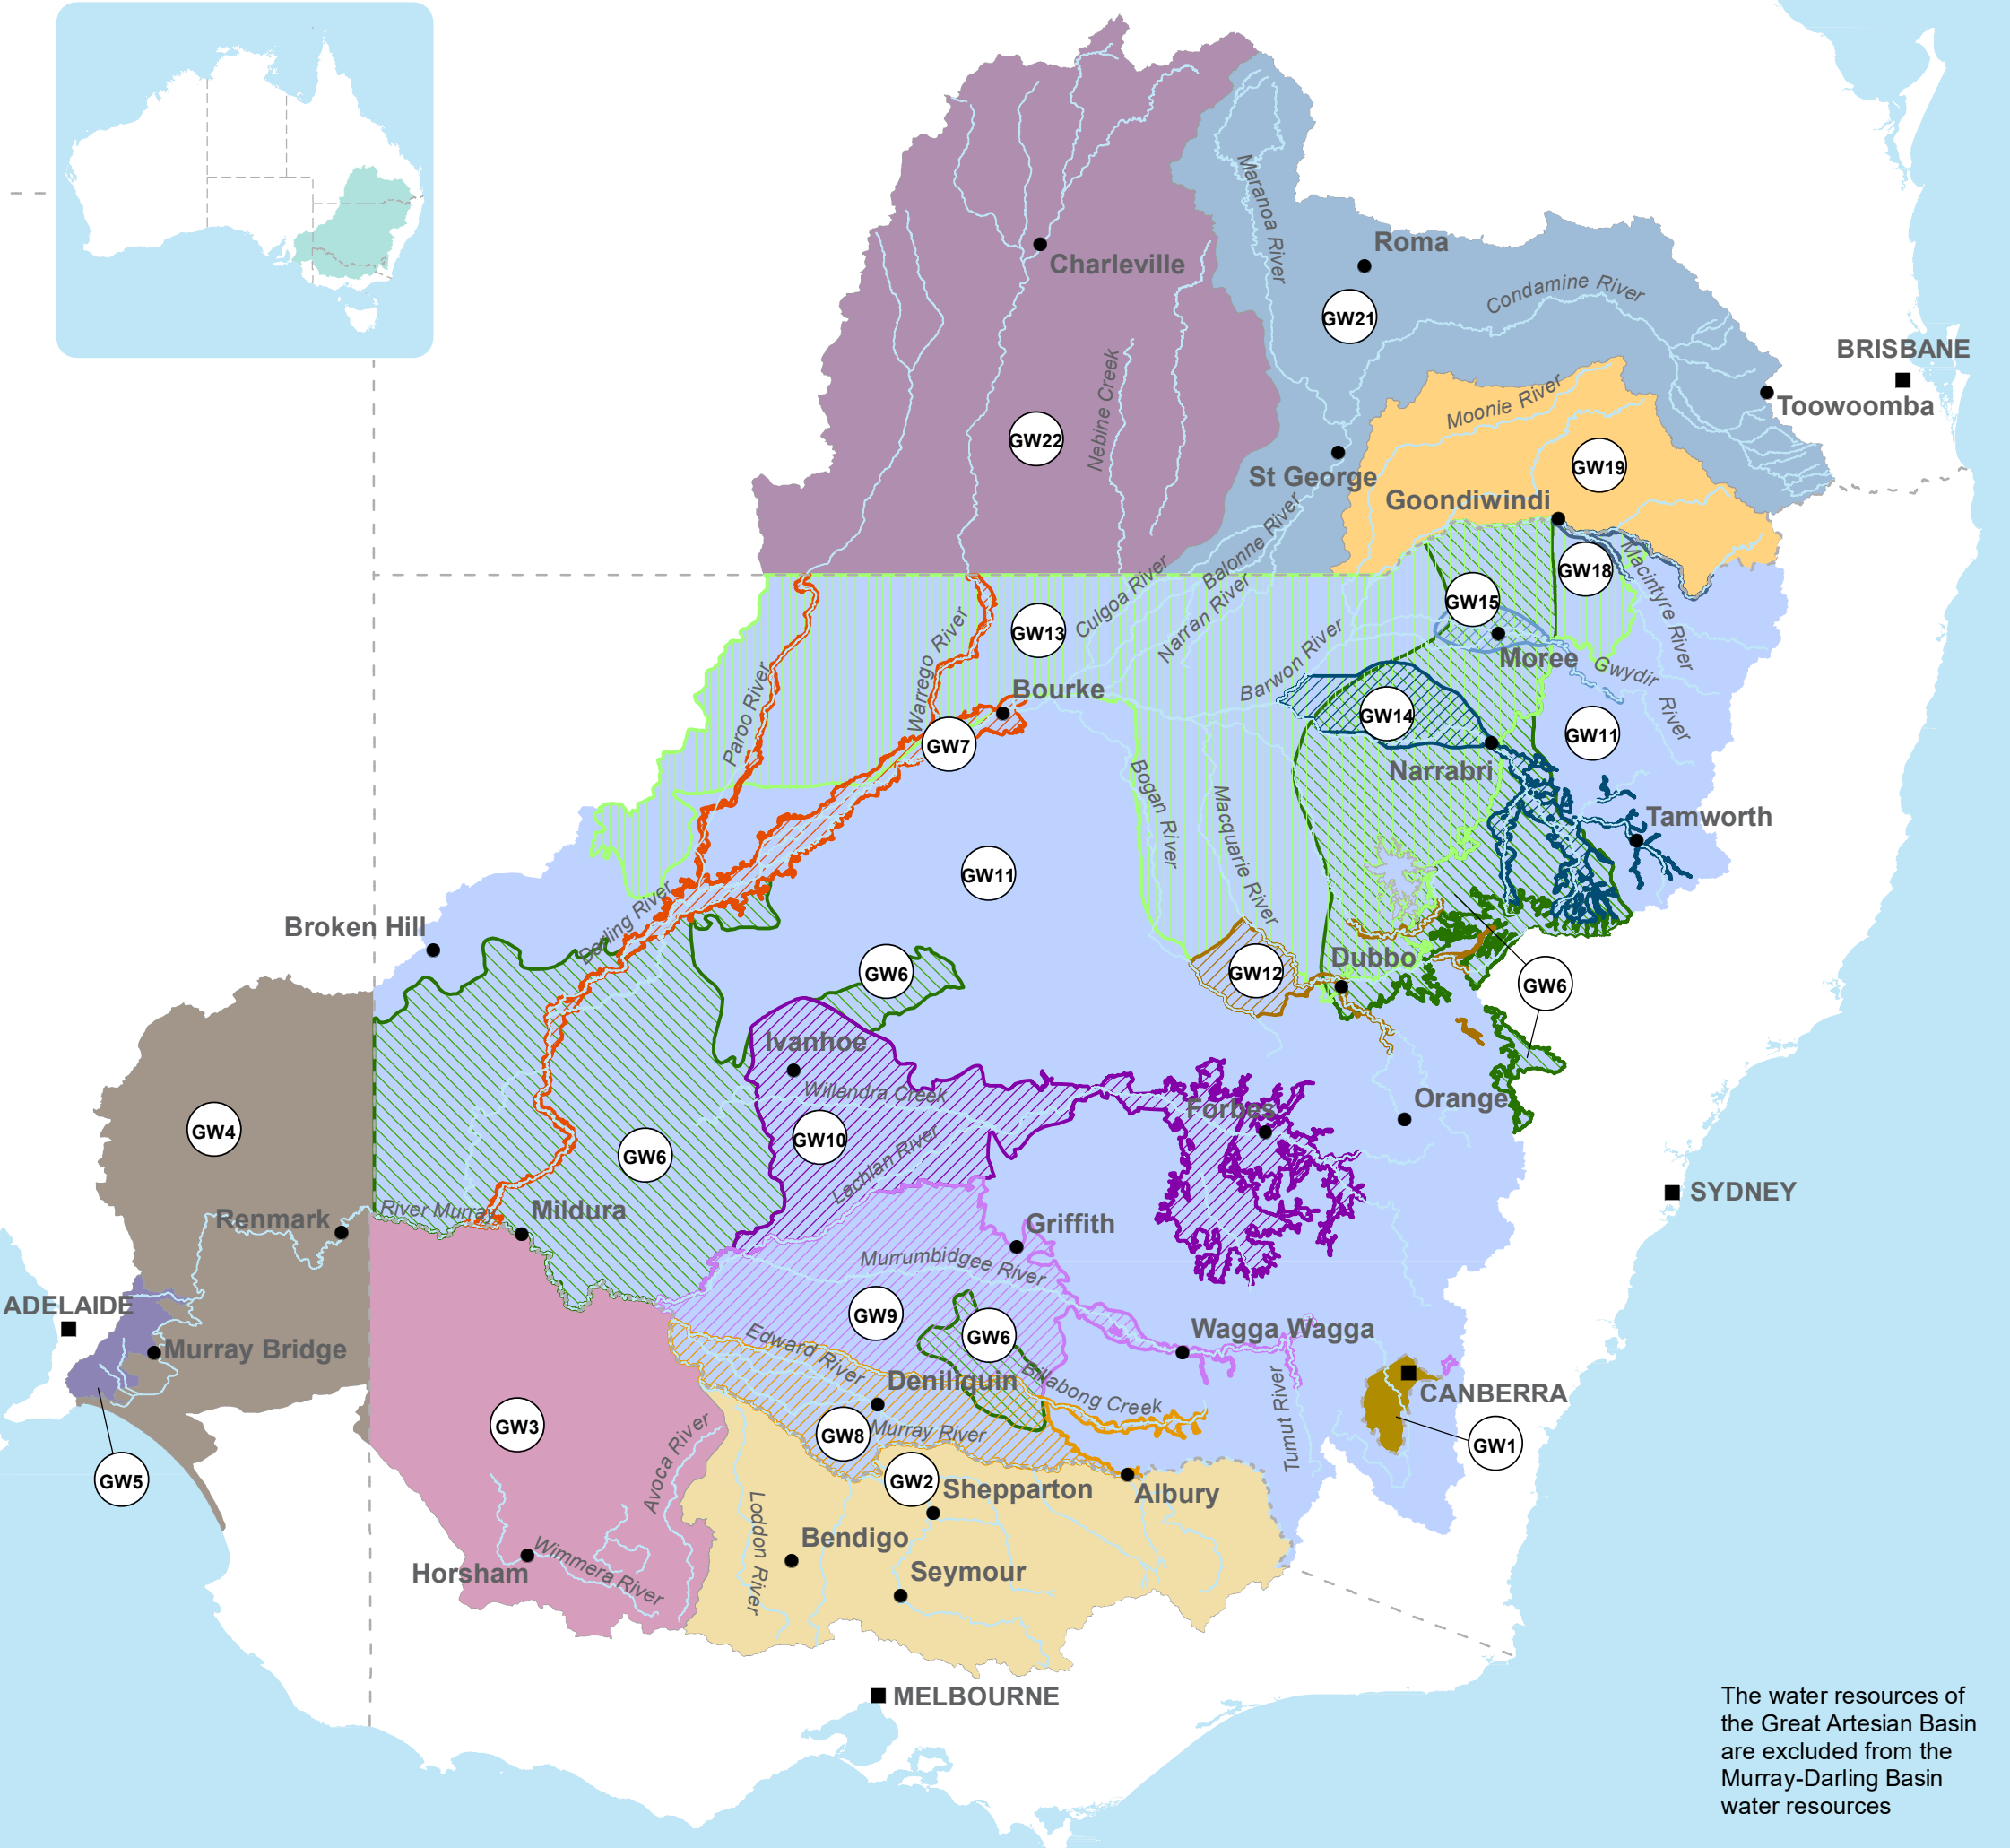 Maranoa River
Roma
Charleville
Condamine River
GW21
BRISBANE
Nebine Creek
Moonie River
Toowoomba
GW22
St George
GW19
Goondiwindi
Balonne River
Culgoa River
Narran River
GW18
Macintyre River
GW15
GW13
Warrego River
Barwon River
Moree
Gwydir River
Paroo River
Bourke
GW7
GW14
GW11
Narrabri
Bogan River
Macquarie River
Tamworth
GW11
Broken Hill
Darling River
GW6
GW12
Dubbo
GW6
Ivanhoe
Willandra Creek
Forbes
Orange
GW4
GW10
GW6
Lachlan River
SYDNEY
Renmark
River Murray
Mildura
Griffith
Murrumbidgee River
ADELAIDE
GW9
GW6
Wagga Wagga
Murray Bridge
Edward River
Deniliquin
Billabong Creek
Tumut River
CANBERRA
GW3
GW8
Murray River
GW1
GW5
Avoca River
GW2
Shepparton
Albury
Loddon River
Bendigo
Horsham
Wimmera River
Seymour
MELBOURNE
The water resources of
the Great Artesian Basin
are excluded from the
Murray-Darling Basin
water resources